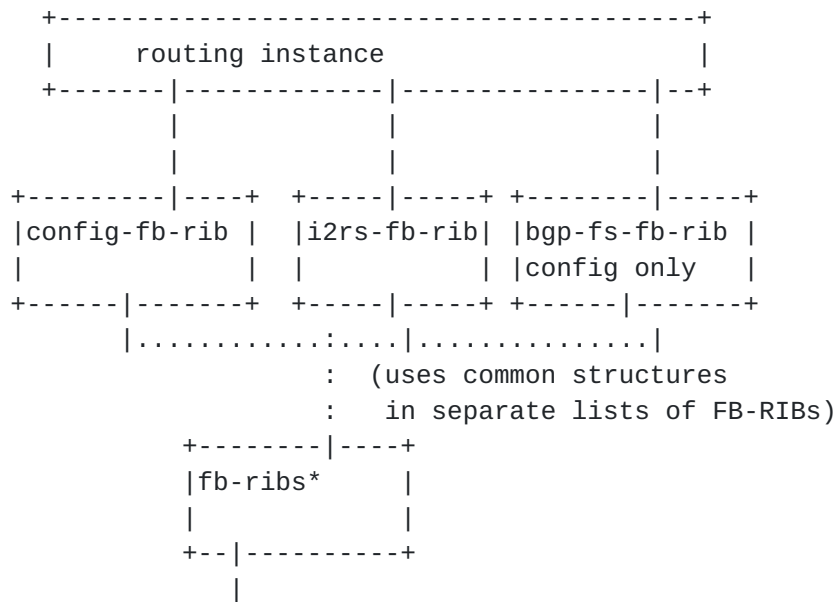 +-----------------------------------------+
|      routing instance                   |
+-------|-------------|----------------|--+
        |             |                |
        |             |                |
+---------|----+  +-----|-----+ +--------|-----+
|config-fb-rib |  |i2rs-fb-rib| |bgp-fs-fb-rib |
|              |  |           | |config only   |
+------|-------+  +-----|-----+ +------|-------+
       |............:....|...............|
                    :  (uses common structures
                    :   in separate lists of FB-RIBs)
           +--------|----+
           |fb-ribs*     |
           |             |
           +--|----------+
              |